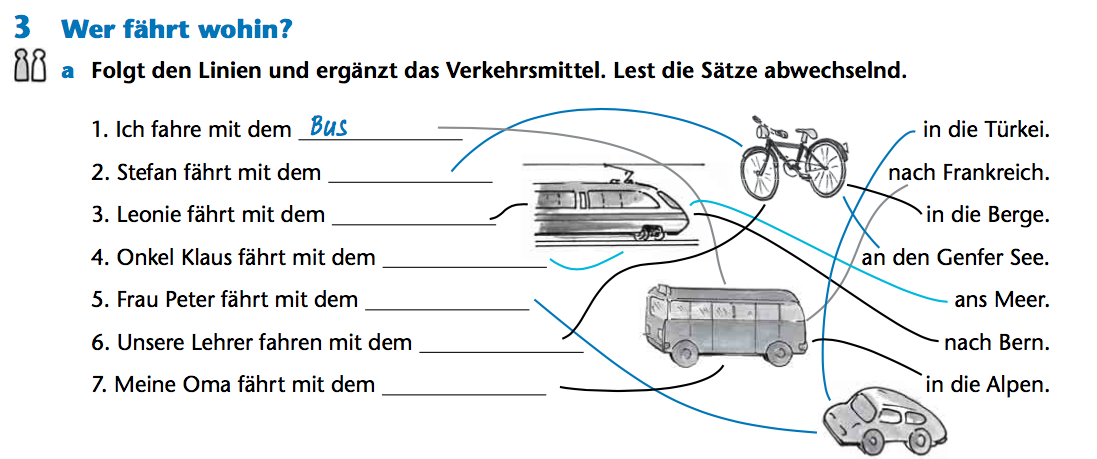 3 Wer fährt wohin?
a Folgt den Linien und ergänzt das Verkehrsmittel. Lest die Sätze abwechselnd.
1. Ich fahre mit dem Bus in die Türkei.
2. Stefan fährt mit dem nach Frankreich.
3. Leonie fährt mit dem in die Berge.
4. Onkel Klaus fährt mit dem an den Genfer See.
5. Frau Peter fährt mit dem ans Meer.
6. Unsere Lehrer fahren mit dem nach Bern.
7. Meine Oma fährt mit dem in die Alpen.